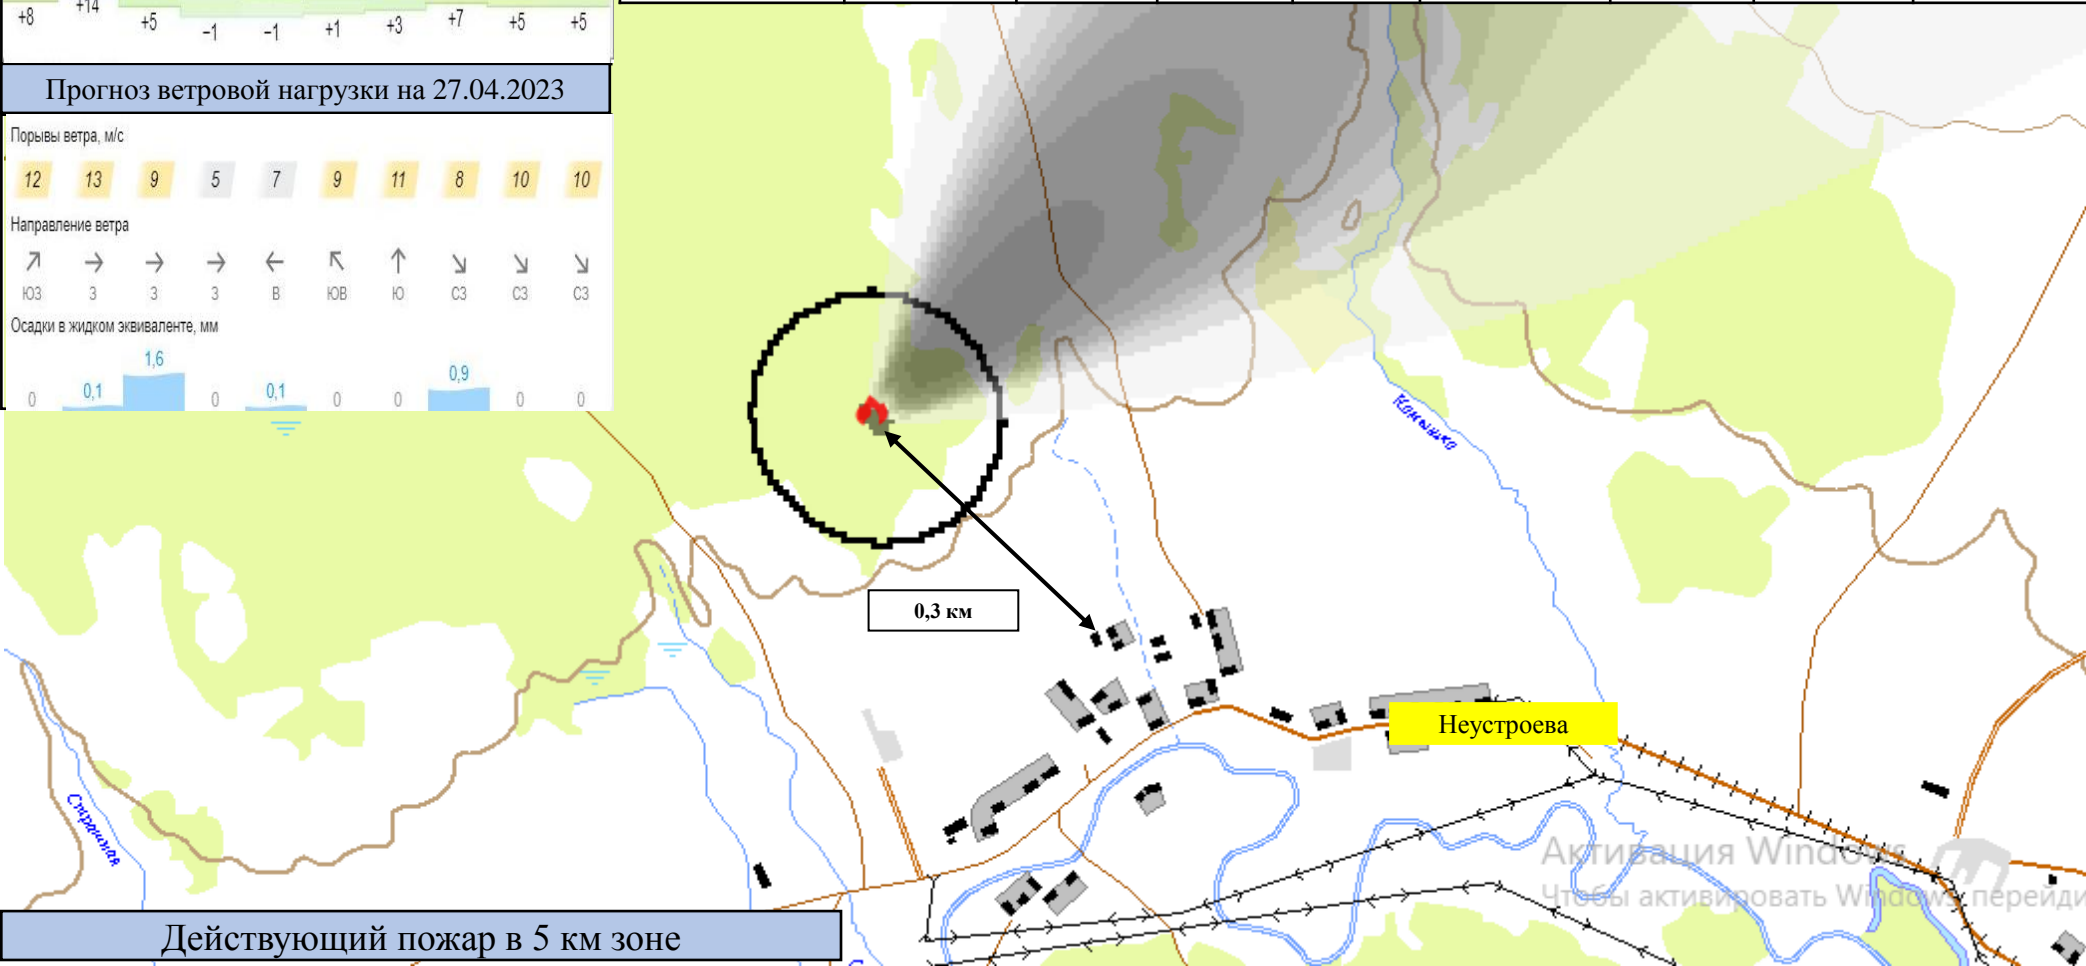 +8 +14 +5 −1 −1 +1 +3 +7 +5 +5
Прогноз ветровой нагрузки на 27.04.2023
Порывы ветра, м/с
12 13 9 5 7 9 11 8 10 10
Направление ветра
ЮЗ З З З В ЮВ Ю СЗ СЗ СЗ
Осадки в жидком эквиваленте, мм
0 0,1 1,6 0 0,1 0 0 0,9 0 0
Камышка
0,3 км
Неустроева
Странная
Активация Windows
Чтобы активировать Windows, перейди
Действующий пожар в 5 км зоне